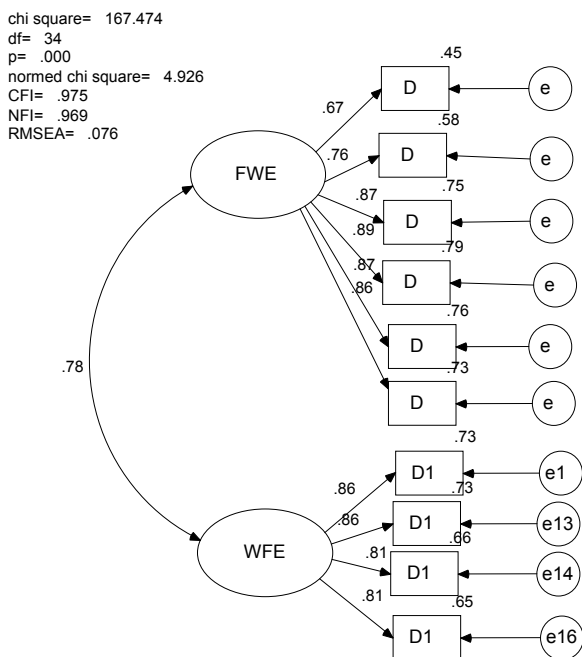 chi square= 167.474
df= 34
p= .000
normed chi square= 4.926
CFI= .975
NFI= .969
RMSEA= .076
.45
D
e
.67
.58
.76
D
e
FWE
.75
.87
D
e
.89
.79
.87
D
e
.86
.76
D
e
.78
.73
D
e
.73
D1
e1
.86
.73
.86
D1
e13
WFE
.66
.81
D1
e14
.81
.65
D1
e16